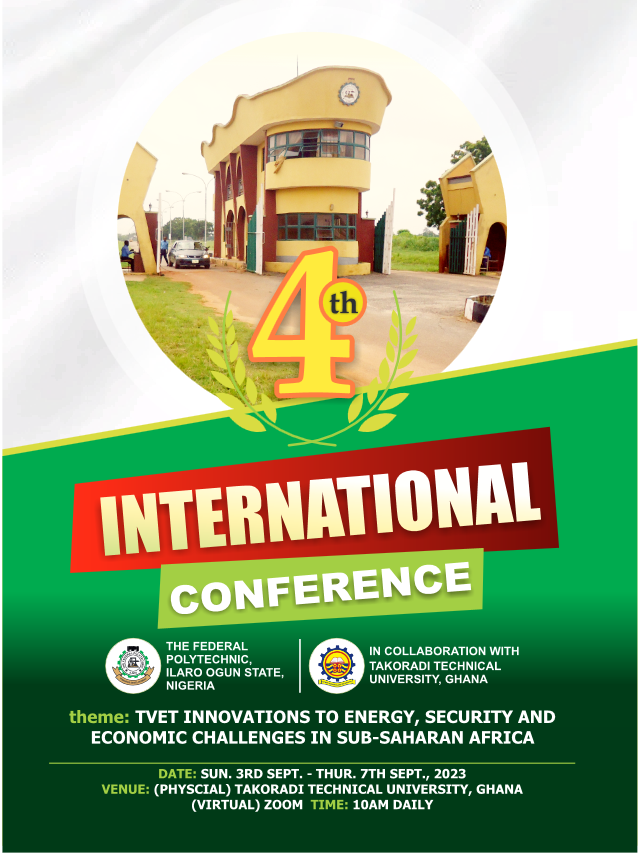 4th
INTERNATIONAL
CONFERENCE
THE FEDERAL
POLYTECHNIC,
ILARO OGUN STATE,
NIGERIA
IN COLLABORATION WITH
TAKORADI TECHNICAL
UNIVERSITY, GHANA
theme: TVET INNOVATIONS TO ENERGY, SECURITY AND
ECONOMIC CHALLENGES IN SUB-SAHARAN AFRICA
DATE: SUN. 3RD SEPT. - THUR. 7TH SEPT., 2023
VENUE: (PHYSCIAL) TAKORADI TECHNICAL UNIVERSITY, GHANA
(VIRTUAL) ZOOM TIME: 10AM DAILY